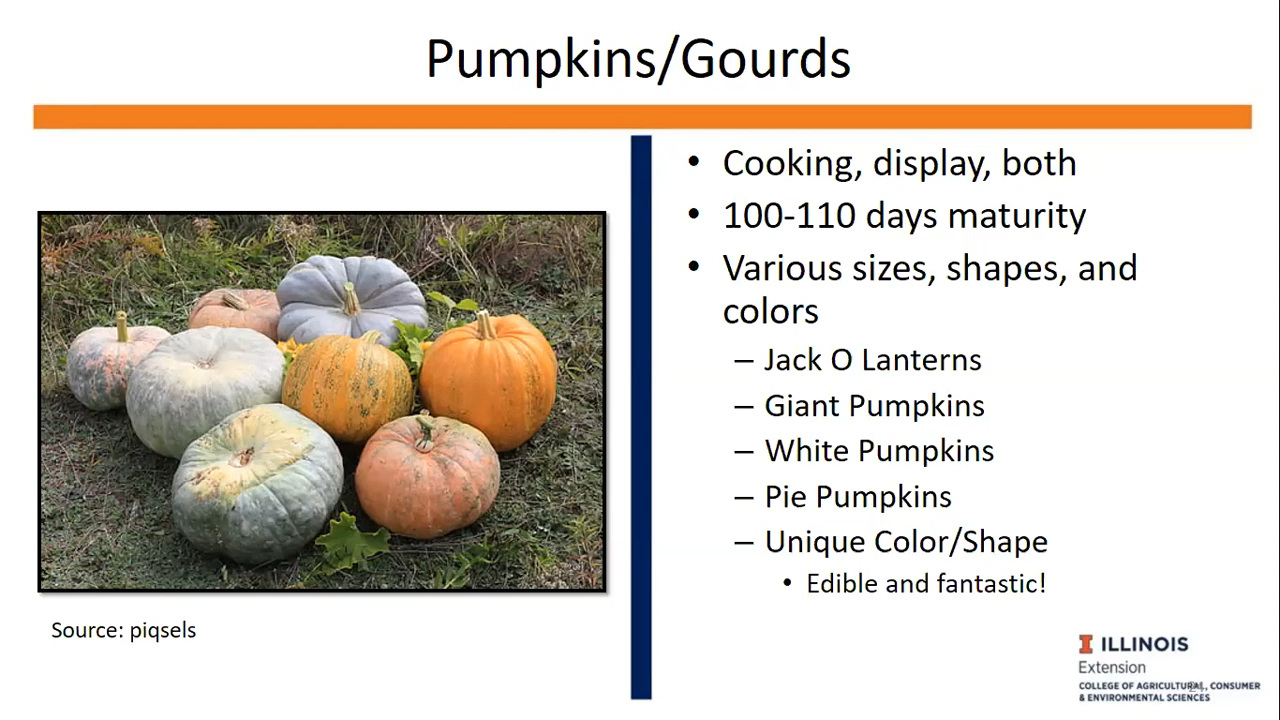 Pumpkins/Gourds
• Cooking, display, both
• 100-110 days maturity
• Various sizes, shapes, and
colors
– Jack O Lanterns
– Giant Pumpkins
– White Pumpkins
– Pie Pumpkins
– Unique Color/Shape
• Edible and fantastic!
Source: piqsels
I ILLINOIS
Extension
COLLEGE OF AGRICULTURAL, CONSUMER
& ENVIRONMENTAL SCIENCES